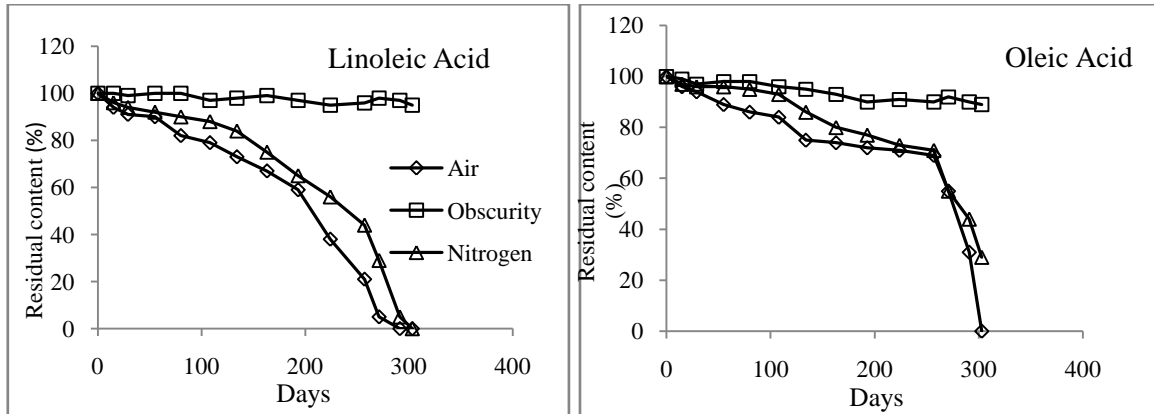 Linoleic Acid
Residual content (%)
120
100
80
60
40
20
0
Air
Obscurity
Nitrogen
0 100 200 300 400
Days
Oleic Acid
Residual content
(%)
120
100
80
60
40
20
0
0 100 200 300 400
Days